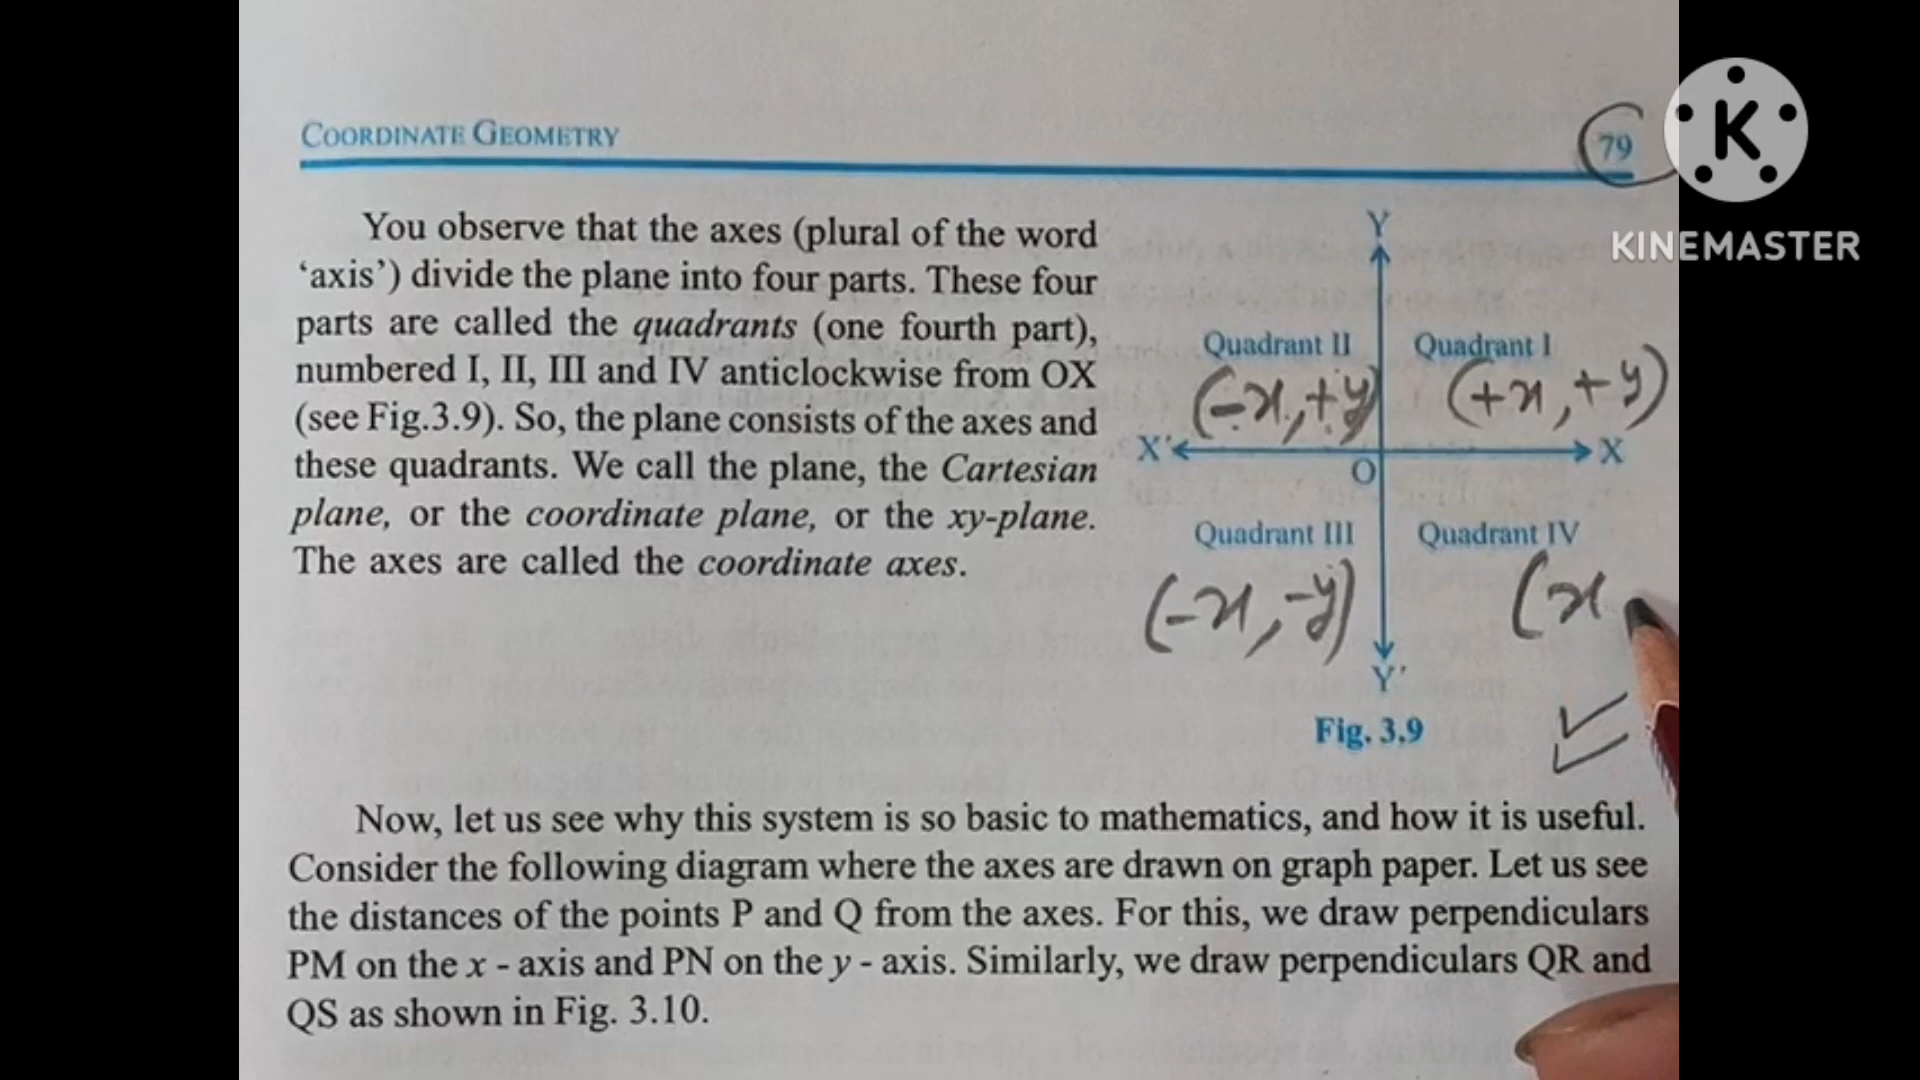 COORDINATE GEOMETRY 79
K
KINEMASTER
You observe that the axes (plural of the word
‘axis’) divide the plane into four parts. These four
parts are called the quadrants (one fourth part),
numbered I, II, III and IV anticlockwise from OX
(see Fig.3.9). So, the plane consists of the axes and
these quadrants. We call the plane, the Cartesian
plane, or the coordinate plane, or the xy-plane.
The axes are called the coordinate axes.
Y
Quadrant II Quadrant I
(-x,+y) (+x,+y)
X' X
O
Quadrant III Quadrant IV
(-x,-y) (x
Y'
Fig. 3.9
Now, let us see why this system is so basic to mathematics, and how it is useful.
Consider the following diagram where the axes are drawn on graph paper. Let us see
the distances of the points P and Q from the axes. For this, we draw perpendiculars
PM on the x - axis and PN on the y - axis. Similarly, we draw perpendiculars QR and
QS as shown in Fig. 3.10.